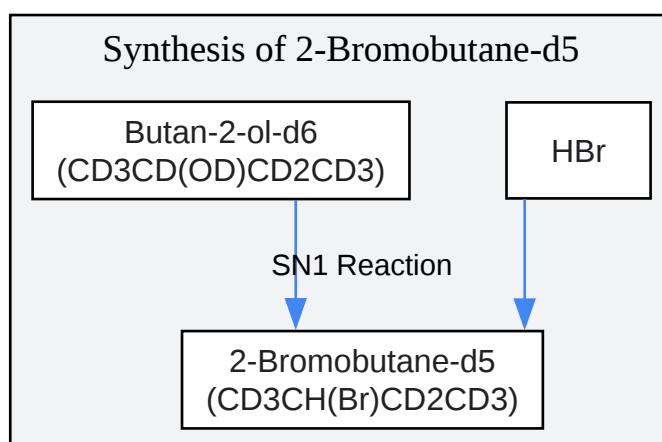 Synthesis of 2-Bromobutane-d5
Butan-2-ol-d6
(CD3CD(OD)CD2CD3)
HBr
SN1 Reaction
2-Bromobutane-d5
(CD3CH(Br)CD2CD3)